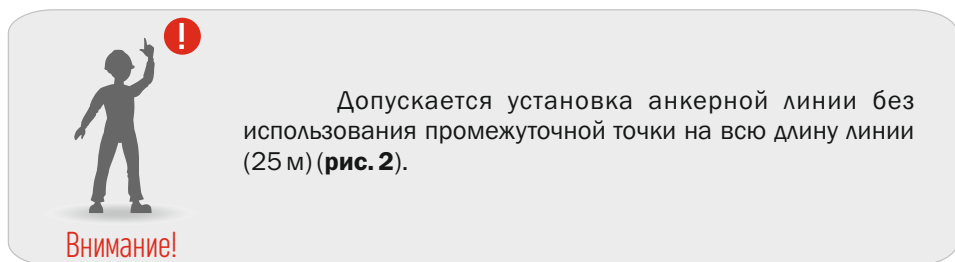 !
Допускается установка анкерной линии без
использования промежуточной точки на всю длину линии
(25 м) (рис. 2).
Внимание!